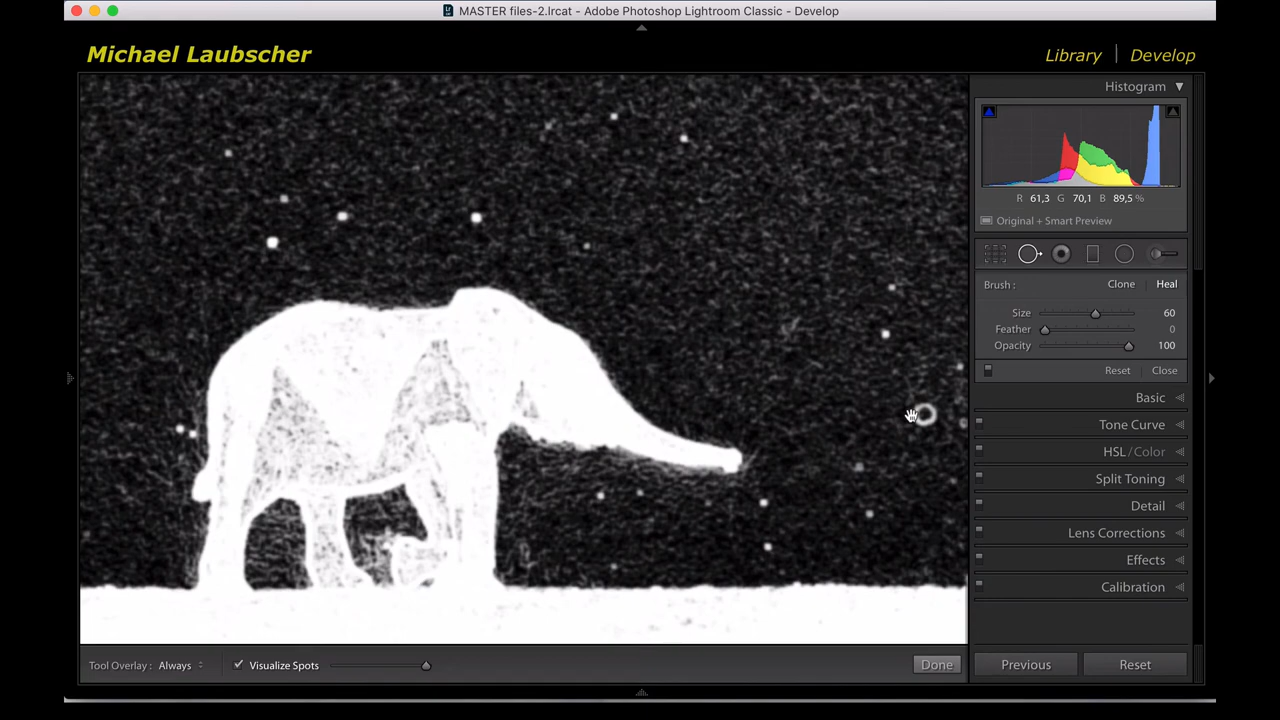 MASTER files-2.lrcat - Adobe Photoshop Lightroom Classic - Develop
Michael Laubscher
Library | Develop
Histogram
R 61,3 G 70,1 B 89,5 %
Original + Smart Preview
Brush : Clone Heal
Size 60
Feather 0
Opacity 100
Reset Close
Basic
Tone Curve
HSL / Color
Split Toning
Detail
Lens Corrections
Effects
Calibration
Tool Overlay : Always Visualize Spots Done
Previous Reset